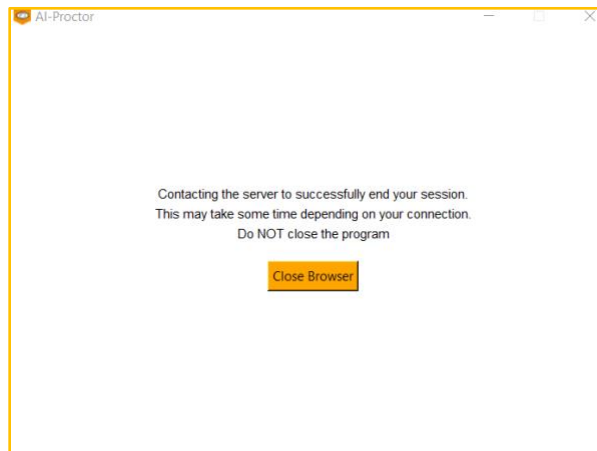 AI-Proctor
Contacting the server to successfully end your session.
This may take some time depending on your connection.
Do NOT close the program
Close Browser